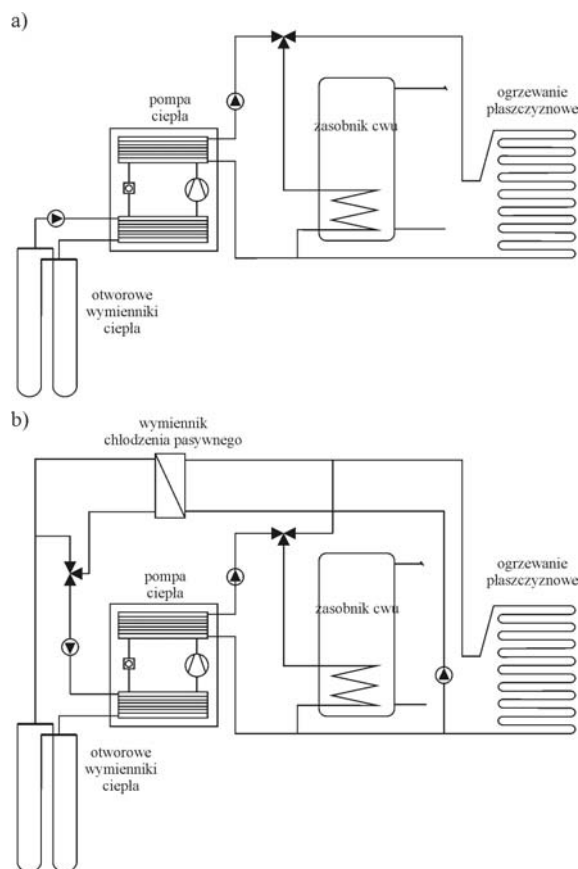 a)
pompa
ciepła
zasobnik cwu
ogrzewanie
płaszczyznowe
otworowe
wymienniki
ciepła
b)
wymiennik
chłodzenia pasywnego
pompa
ciepła
zasobnik cwu
ogrzewanie
płaszczyznowe
otworowe
wymienniki
ciepła